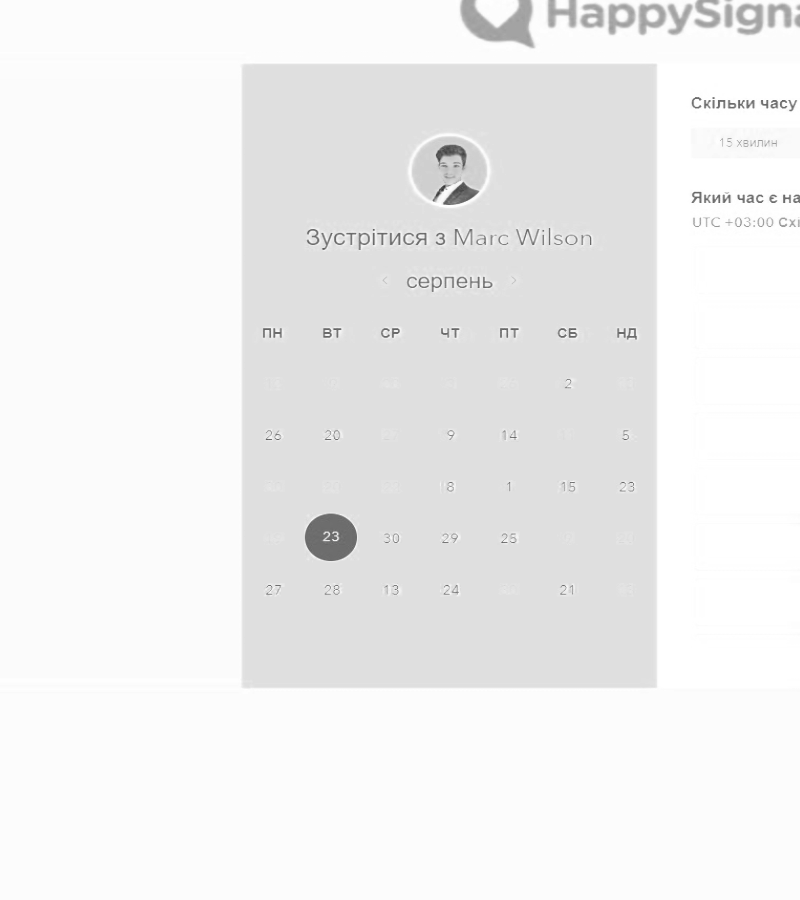 HappySigna
Скільки часу
15 хвилин
Який час є на
UTC +03:00 Схі
Зустрітися з Marc Wilson
‹ серпень ›
ПН ВТ СР ЧТ ПТ СБ НД
2
26 20 9 14 5
8 1 15 23
23 30 29 25
27 28 13 24 21